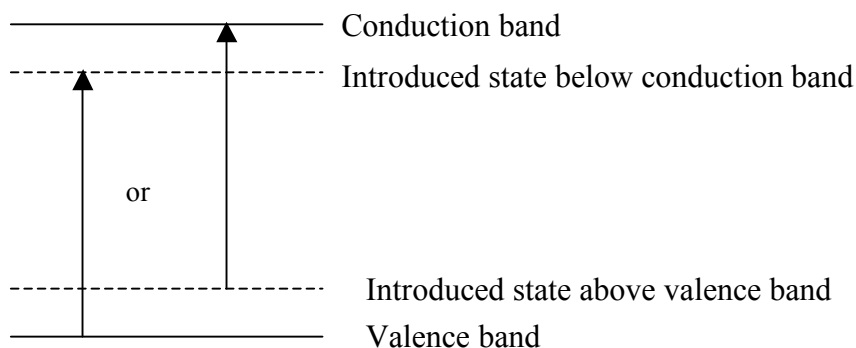 Conduction band
Introduced state below conduction band
or
Introduced state above valence band
Valence band